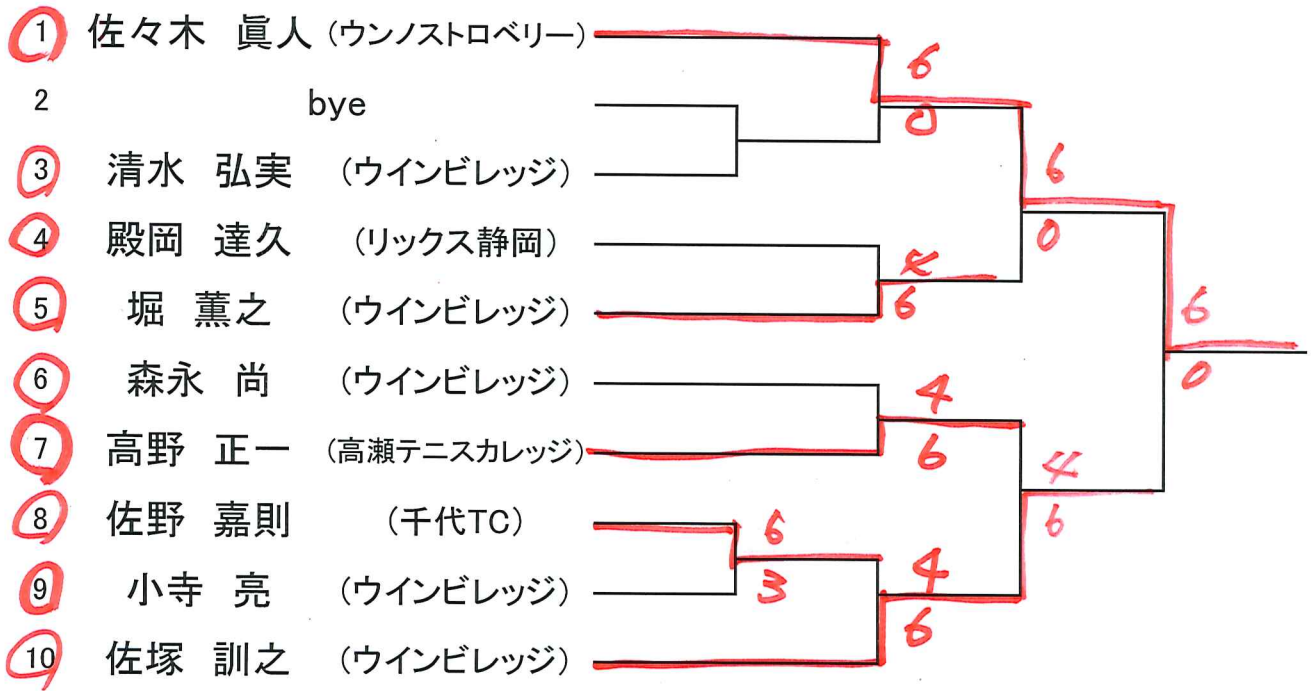 1 佐々木 眞人 (ウンノストロベリー)
6
2 bye
0
3 清水 弘実 (ウインビレッジ)
6
4 殿岡 達久 (リックス静岡)
0
4
5 堀 薫之 (ウインビレッジ)
6
6
6 森永 尚 (ウインビレッジ)
4
0
7 高野 正一 (高瀬テニスカレッジ)
6
4
8 佐野 嘉則 (千代TC)
6
6
9 小寺 亮 (ウインビレッジ)
3
4
10 佐塚 訓之 (ウインビレッジ)
6